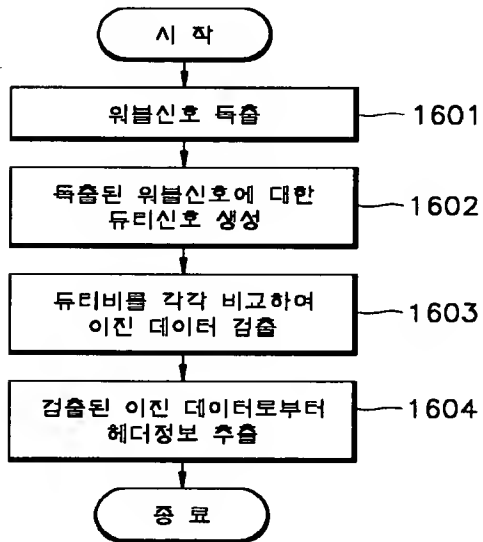 시 작
워블신호 독출
1601
독출된 워블신호에 대한
듀티신호 생성
1602
듀티비를 각각 비교하여
이진 데이터 검출
1603
검출된 이진 데이터로부터
헤더정보 추출
1604
종 료